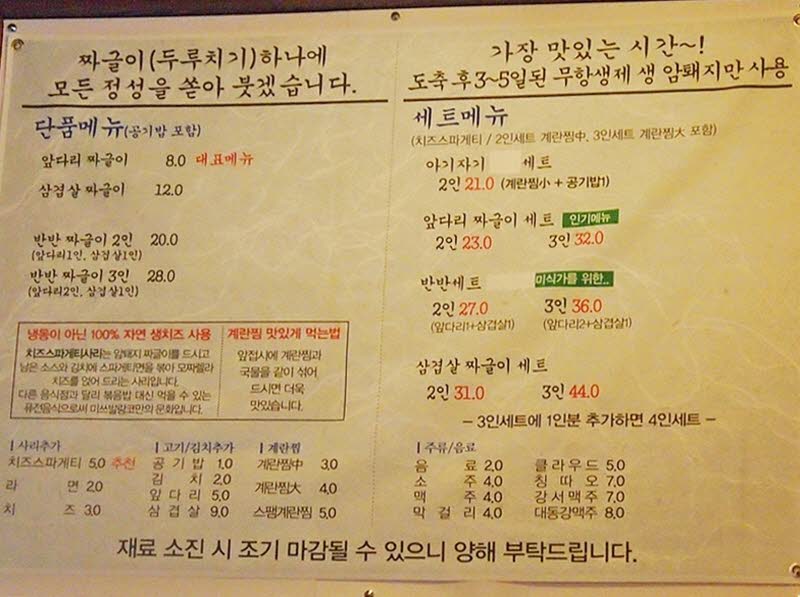 짜글이(두루치기)하나에
모든 정성을 쏟아 붓겠습니다.
단품메뉴(공기밥 포함)
앞다리 짜글이 8.0 대표메뉴
삼겹살 짜글이 12.0
반반 짜글이 2인 20.0
(앞다리1인, 삼겹살1인)
반반 짜글이 3인 28.0
(앞다리2인, 삼겹살1인)
냉동이 아닌 100% 자연 생치즈 사용
치즈스파게티사리는 암퇘지 짜글이를 드시고
남은 소스와 김치에 스파게티면을 볶아 모짜렐라
치즈를 얹어 드리는 사리입니다.
다른 음식점과 달리 볶음밥 대신 먹을 수 있는
퓨전음식으로써 미쓰발랑코만의 문화입니다.
계란찜 맛있게 먹는법
앞접시에 계란찜과
국물을 같이 섞어
드시면 더욱
맛있습니다.
사리추가
치즈스파게티 5.0 추천
라 면 2.0
치 즈 3.0
고기/김치추가
공 기 밥 1.0
김 치 2.0
앞 다 리 5.0
삼 겹 살 9.0
계란찜
계란찜中 3.0
계란찜大 4.0
스팸계란찜 5.0
가장 맛있는 시간~!
도축 후 3~5일된 무항생제 생 암퇘지만 사용
세트메뉴
(치즈스파게티 / 2인세트 계란찜中, 3인세트 계란찜大 포함)
아기자기 세트
2인 21.0 (계란찜小 + 공기밥1)
앞다리 짜글이 세트 인기메뉴
2인 23.0 3인 32.0
반반세트 미식가를 위한..
2인 27.0 3인 36.0
(앞다리1+삼겹살1) (앞다리2+삼겹살1)
삼겹살 짜글이 세트
2인 31.0 3인 44.0
– 3인세트에 1인분 추가하면 4인세트 –
주류/음료
음 료 2.0 클라우드 5.0
소 주 4.0 칭 따 오 7.0
맥 주 4.0 강서맥주 7.0
막 걸 리 4.0 대동강맥주 8.0
재료 소진 시 조기 마감될 수 있으니 양해 부탁드립니다.